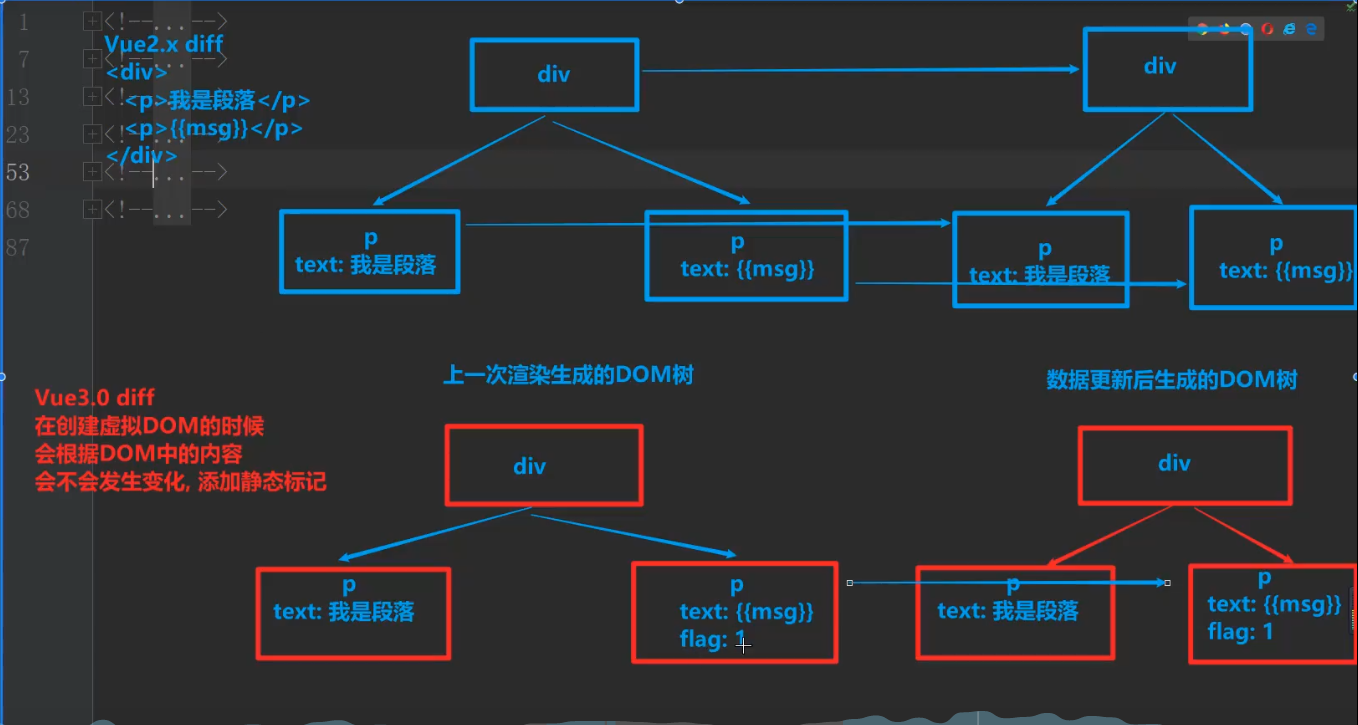 1
<!--...-->
Vue2.x diff
7
<!--...-->
<div>
13
<!--...-->
<p>我是段落</p>
23
<!--...-->
<p>{{msg}}</p>
53
<!--...-->
</div>
68
<!--...-->
87
div
div
p
text: 我是段落
p
text: {{msg}}
p
text: 我是段落
p
text: {{msg}}
上一次渲染生成的DOM树
数据更新后生成的DOM树
Vue3.0 diff
在创建虚拟DOM的时候
会根据DOM中的内容
会不会发生变化, 添加静态标记
div
div
p
text: 我是段落
p
text: {{msg}}
flag: 1
p
text: 我是段落
p
text: {{msg}}
flag: 1